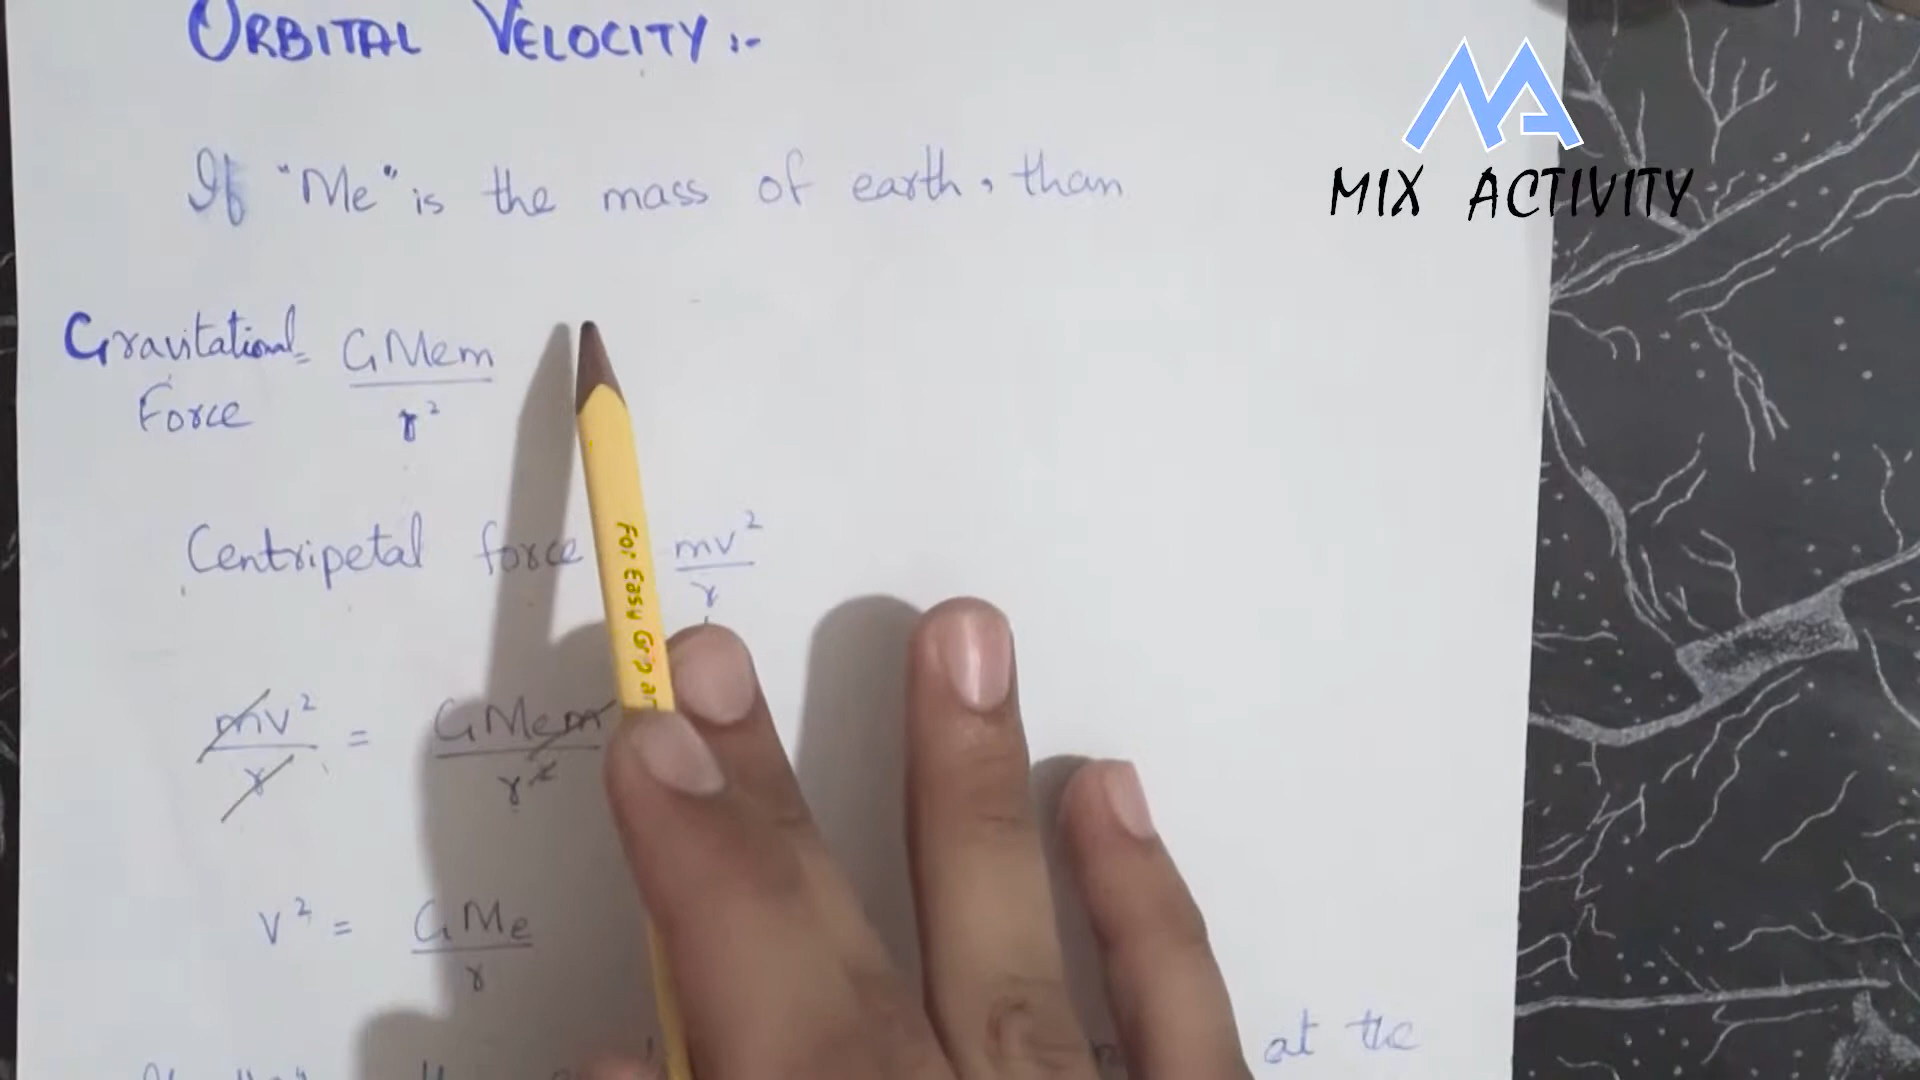 ORBITAL VELOCITY :-
MIX ACTIVITY
If "Me" is the mass of earth, than
Gravitational = GMem
Force r²
Centripetal force mv²
r
mv² = GMem
r r²
v² = GMe
r
at the
For Easy G